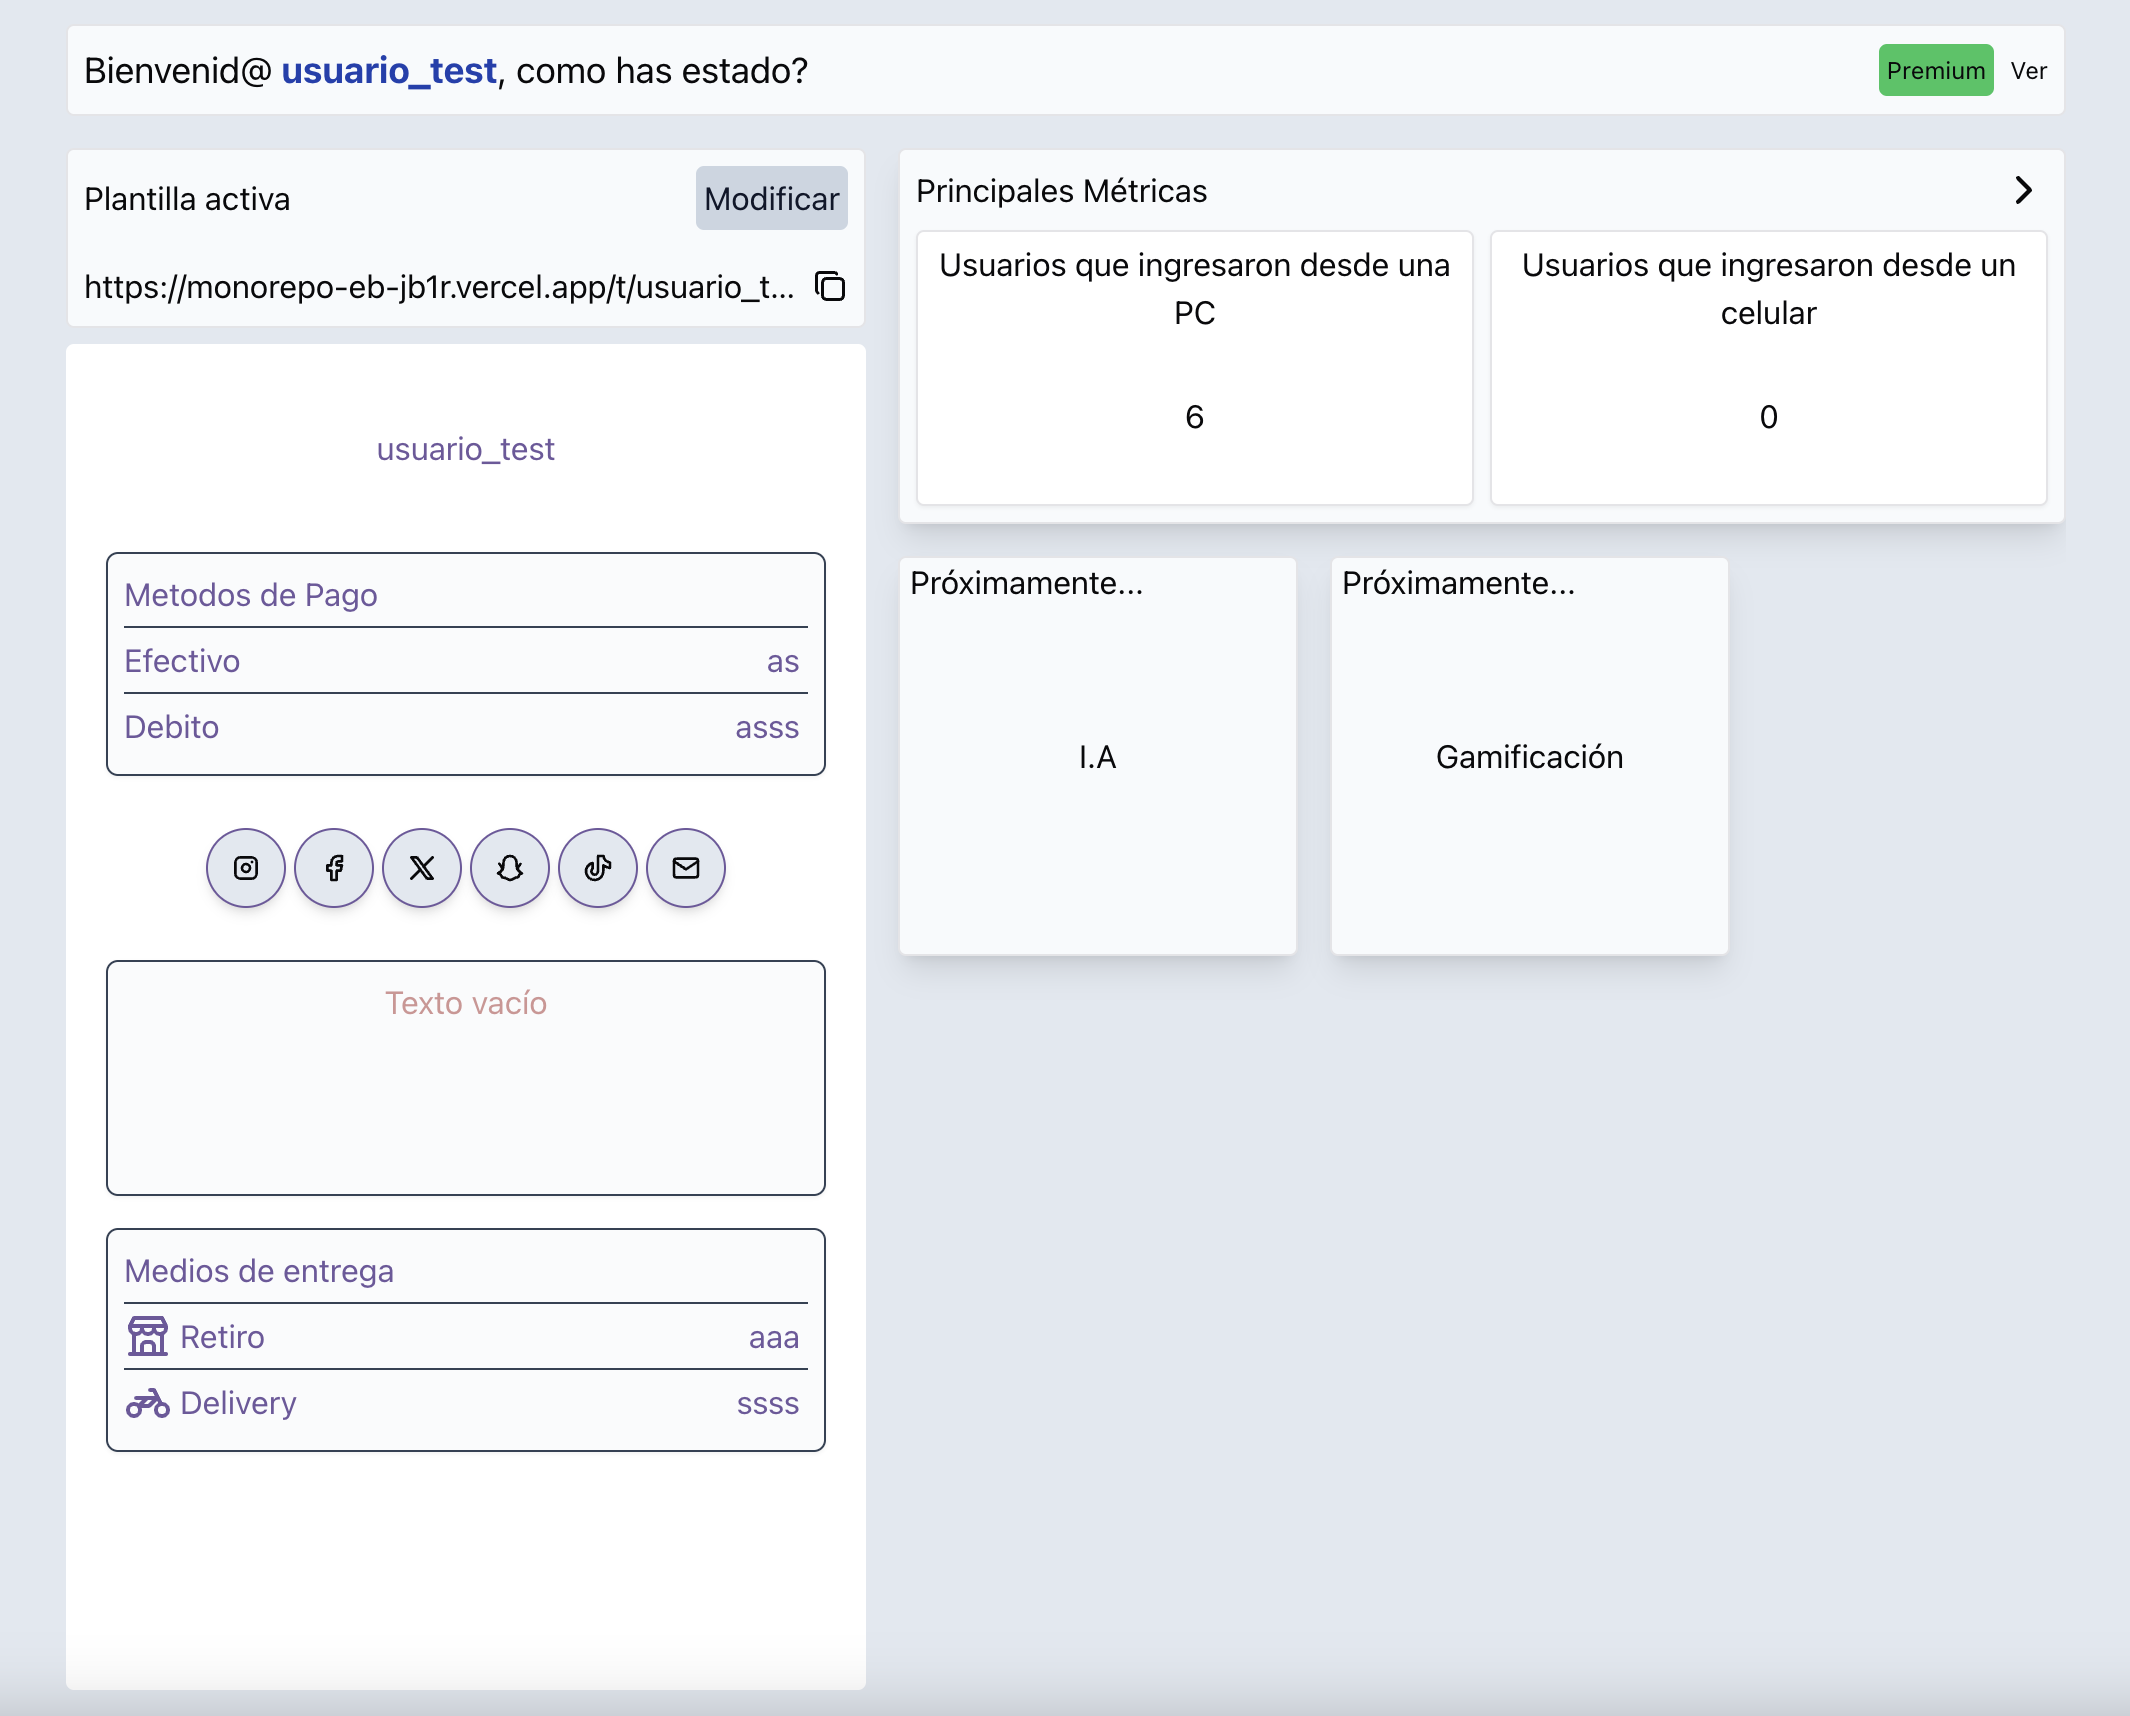 Bienvenid@ usuario_test, como has estado?
Premium
Ver
Plantilla activa
Modificar
https://monorepo-eb-jb1r.vercel.app/t/usuario_t...
usuario_test
Metodos de Pago
Efectivo as
Debito asss
Texto vacío
Medios de entrega
Retiro aaa
Delivery ssss
Principales Métricas
Usuarios que ingresaron desde una
PC
6
Usuarios que ingresaron desde un
celular
0
Próximamente...
I.A
Próximamente...
Gamificación